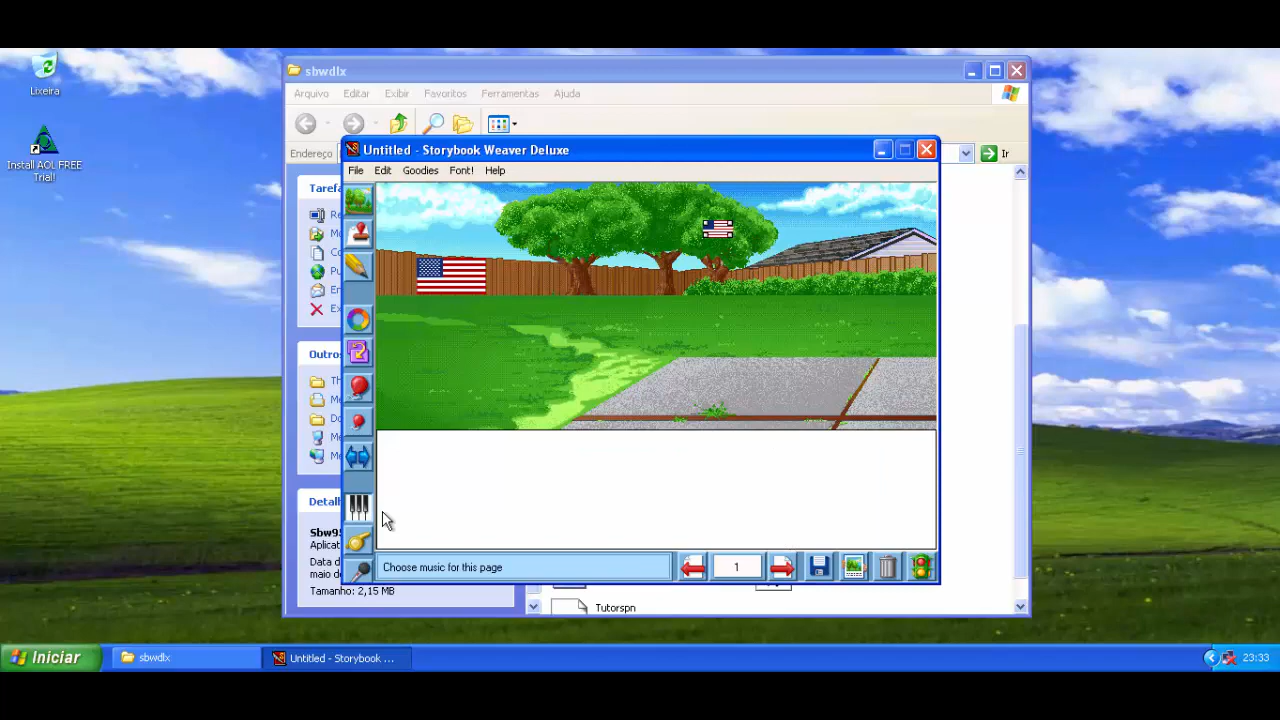 Lixeira
Install AOL FREE
Trial!
sbwdlx
Arquivo Editar Exibir Favoritos Ferramentas Ajuda
Endereço
Ir
Untitled - Storybook Weaver Deluxe
File Edit Goodies Font! Help
Tarefa
Outros
Detal
Sbw9
Aplicat
Data d
maio d
Tamanho: 2,15 MB
Choose music for this page
1
Tutorspn
Iniciar
sbwdlx
Untitled - Storybook ...
23:33